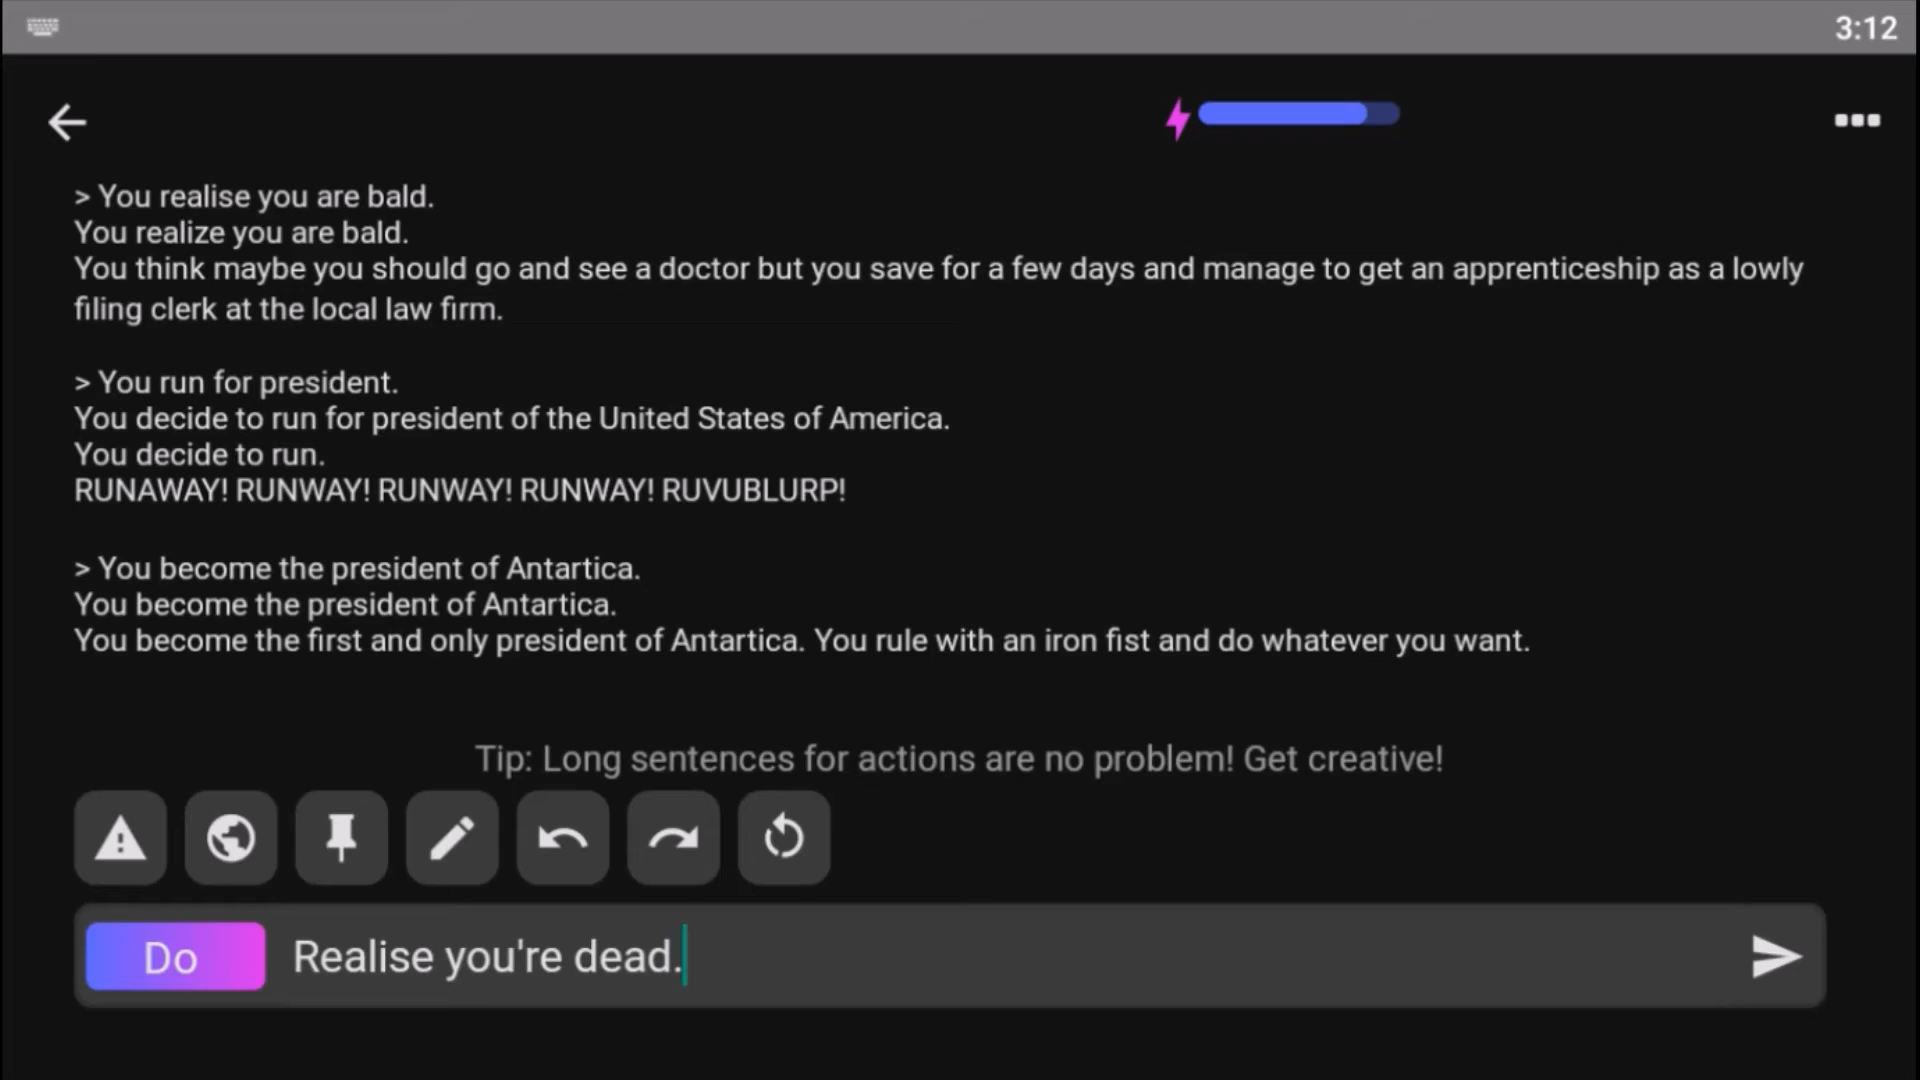 3:12
> You realise you are bald.
You realize you are bald.
You think maybe you should go and see a doctor but you save for a few days and manage to get an apprenticeship as a lowly
filing clerk at the local law firm.
> You run for president.
You decide to run for president of the United States of America.
You decide to run.
RUNAWAY! RUNWAY! RUNWAY! RUNWAY! RUVUBLURP!
> You become the president of Antartica.
You become the president of Antartica.
You become the first and only president of Antartica. You rule with an iron fist and do whatever you want.
Tip: Long sentences for actions are no problem! Get creative!
Do Realise you're dead.